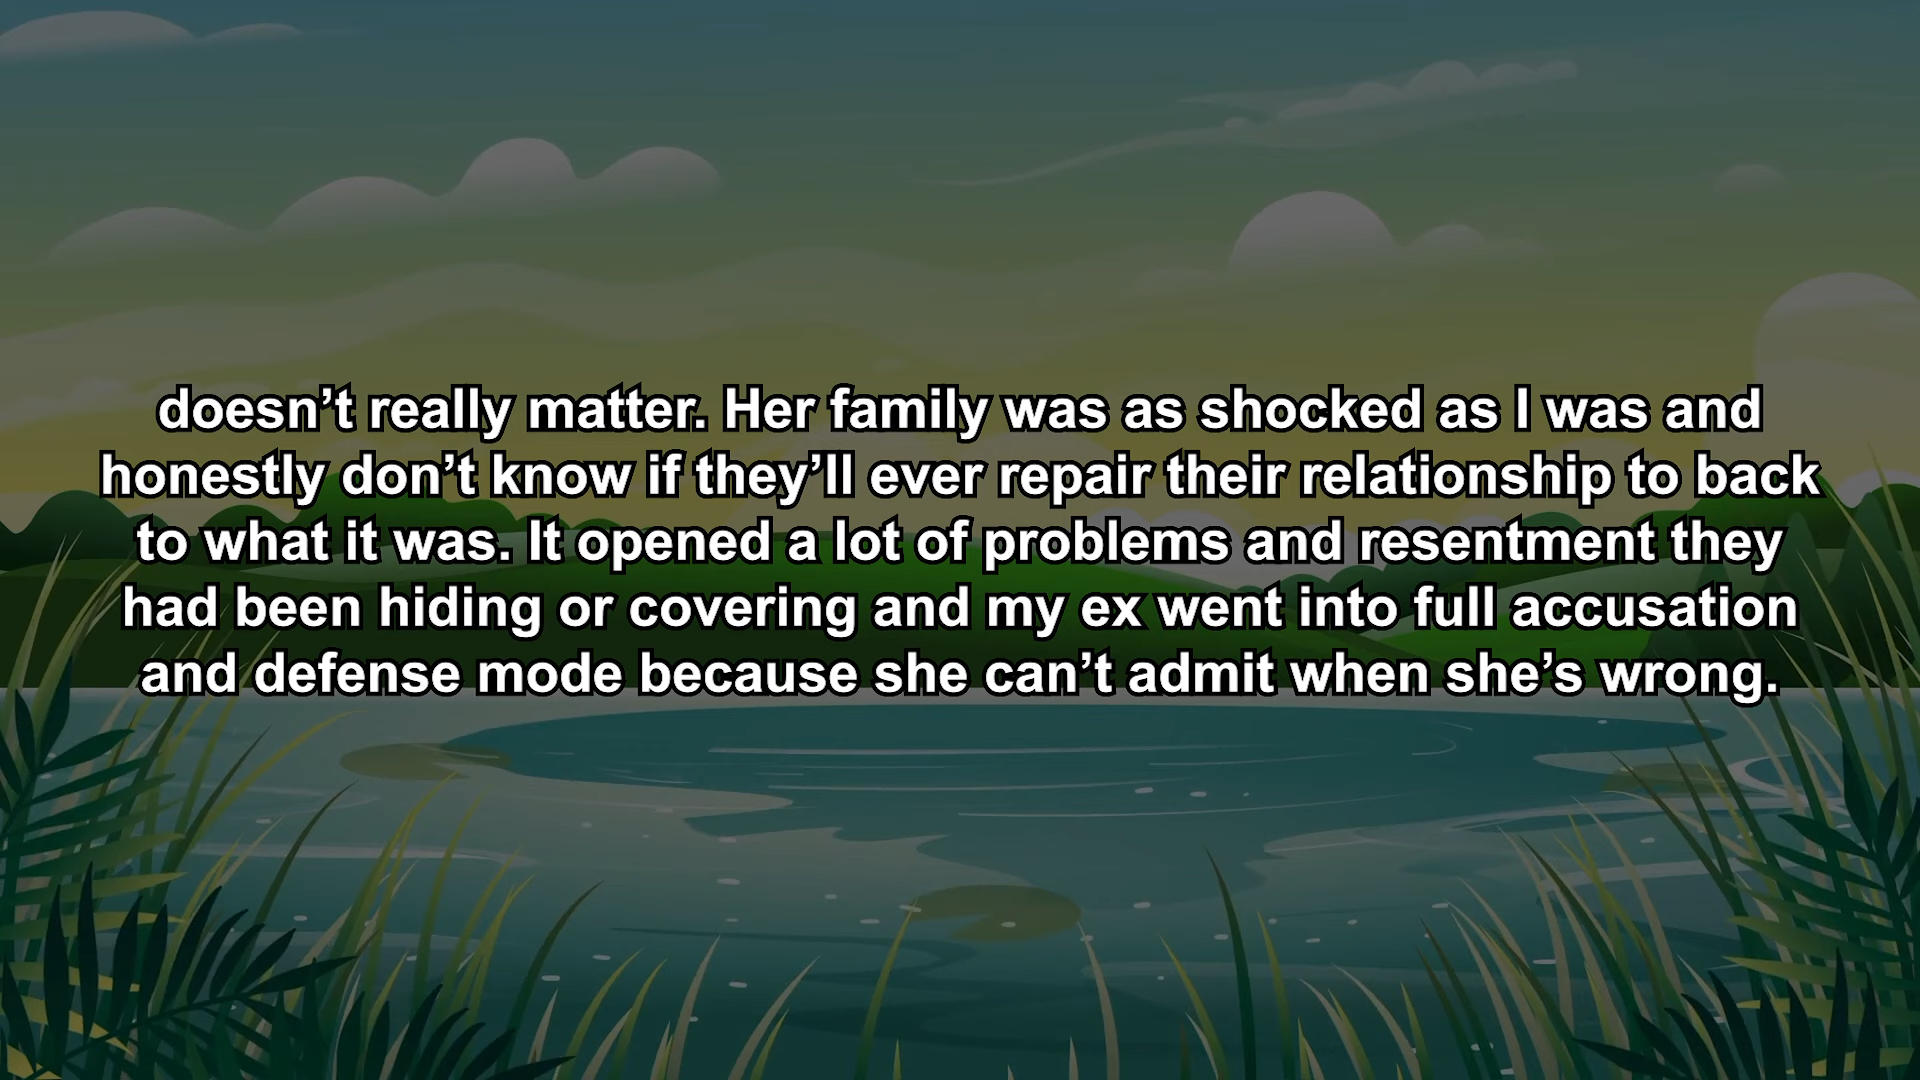 doesn’t really matter. Her family was as shocked as I was and
honestly don’t know if they’ll ever repair their relationship to back
to what it was. It opened a lot of problems and resentment they
had been hiding or covering and my ex went into full accusation
and defense mode because she can’t admit when she’s wrong.